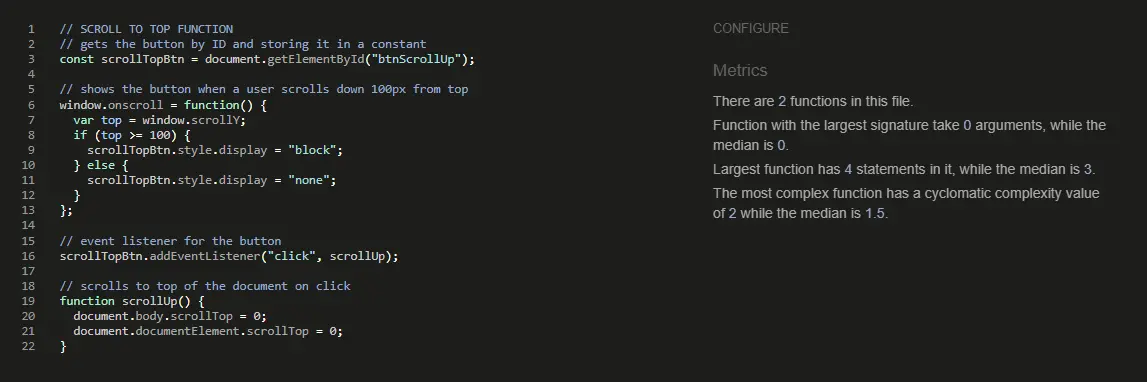 1 // SCROLL TO TOP FUNCTION
2 // gets the button by ID and storing it in a constant
3 const scrollTopBtn = document.getElementById("btnScrollUp");
4
5 // shows the button when a user scrolls down 100px from top
6 window.onscroll = function() {
7   var top = window.scrollY;
8   if (top >= 100) {
9     scrollTopBtn.style.display = "block";
10   } else {
11     scrollTopBtn.style.display = "none";
12   }
13 };
14
15 // event listener for the button
16 scrollTopBtn.addEventListener("click", scrollUp);
17
18 // scrolls to top of the document on click
19 function scrollUp() {
20   document.body.scrollTop = 0;
21   document.documentElement.scrollTop = 0;
22 }
CONFIGURE
Metrics
There are 2 functions in this file.
Function with the largest signature take 0 arguments, while the
median is 0.
Largest function has 4 statements in it, while the median is 3.
The most complex function has a cyclomatic complexity value
of 2 while the median is 1.5.